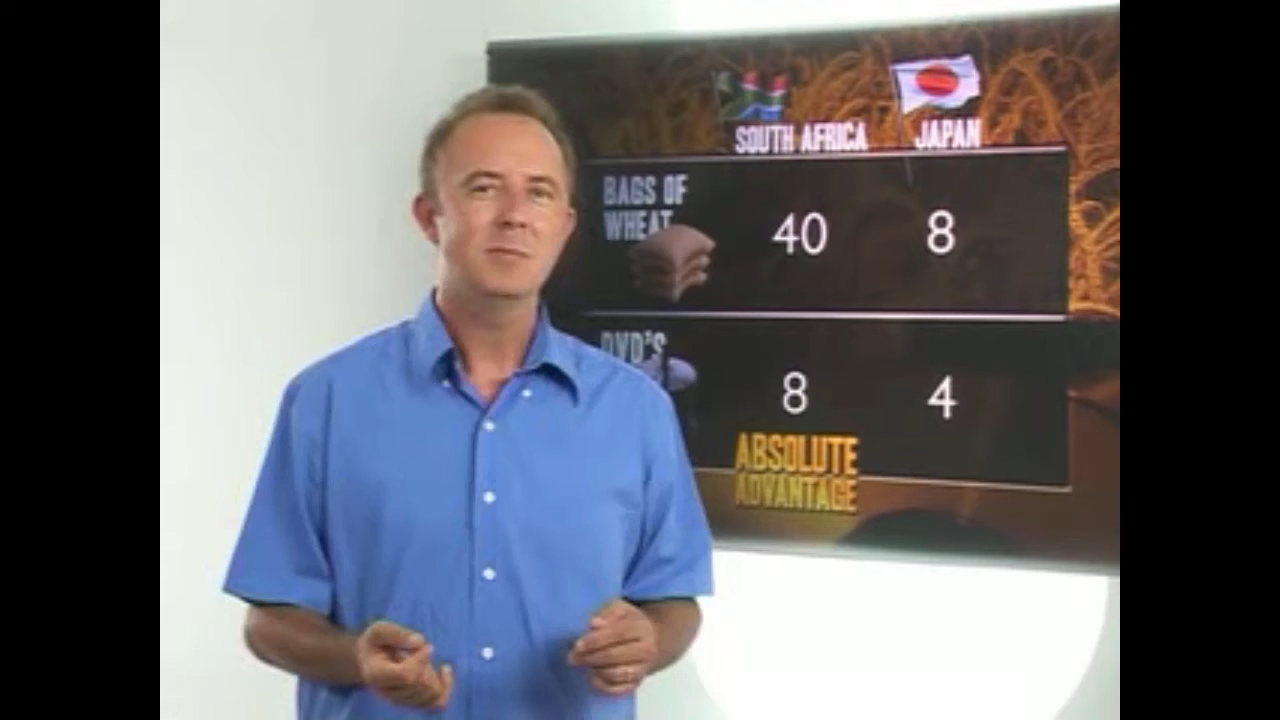 SOUTH AFRICA JAPAN
BAGS OF
WHEAT
40 8
DVD'S
8 4
ABSOLUTE
ADVANTAGE